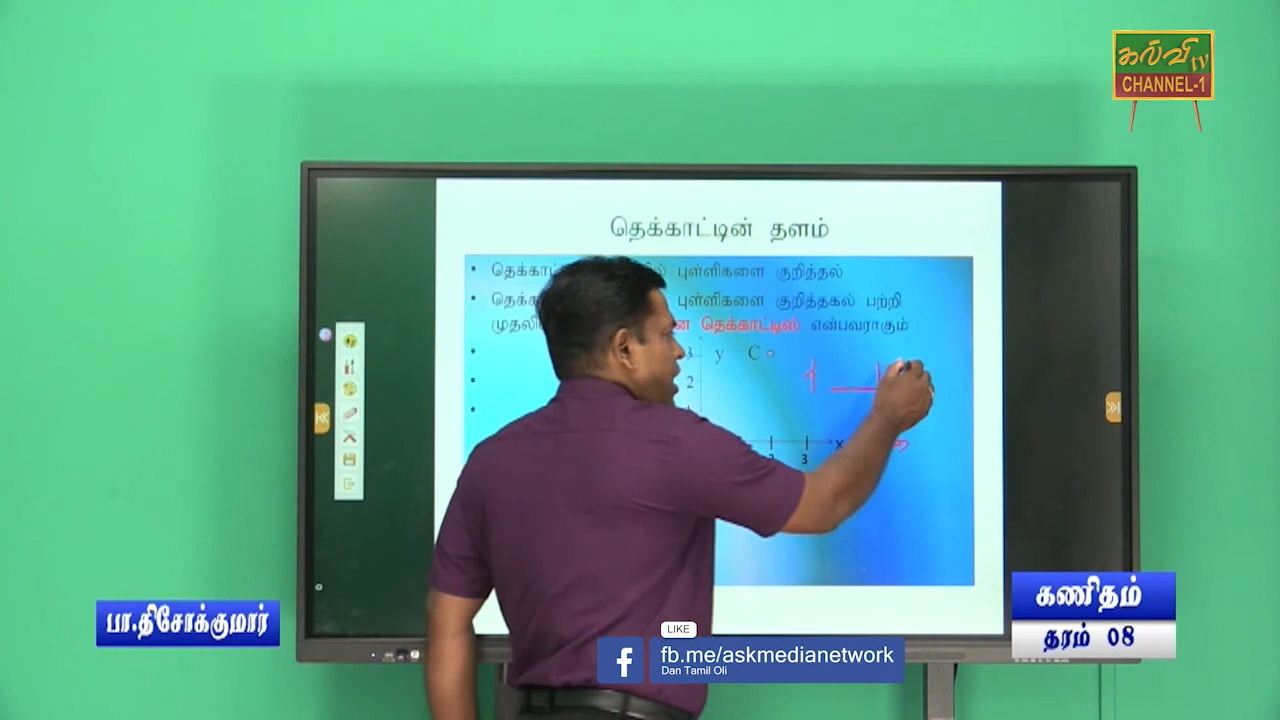 கல்வி tv
CHANNEL-1
தெக்காட்டின் தளம்
புள்ளிகளை குறித்தல்
புள்ளிகளை குறித்தகல் பற்றி
தெக்காட்டிஸ் என்பவராகும்
3 y C
2
x
3
பா.திசோக்குமார்
கணிதம்
தரம் 08
LIKE
f fb.me/askmedianetwork
Dan Tamil Oli